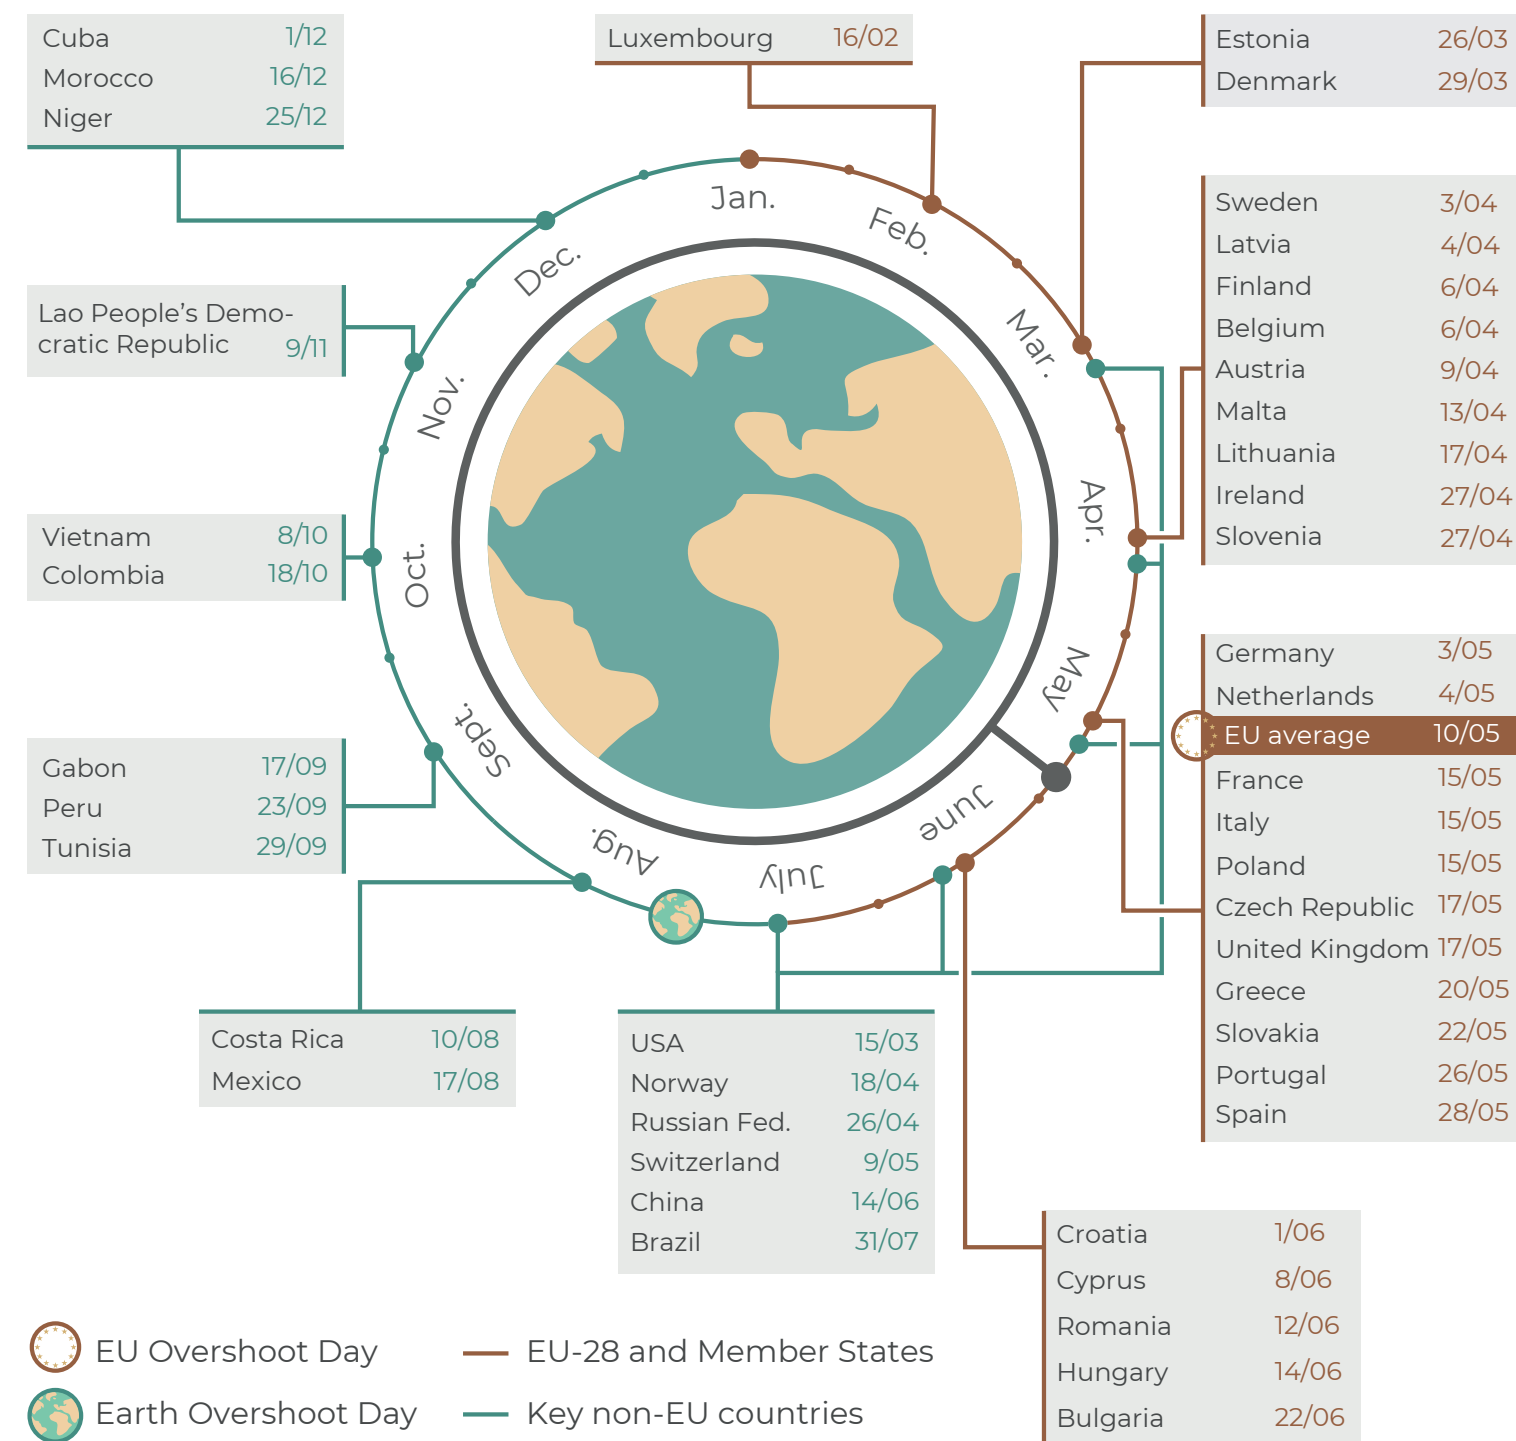 Cuba 1/12
Morocco 16/12
Niger 25/12
Luxembourg 16/02
Estonia 26/03
Denmark 29/03
Jan.
Feb.
Mar.
Apr.
May
June
July
Aug.
Sept.
Oct.
Nov.
Dec.
Sweden 3/04
Latvia 4/04
Finland 6/04
Belgium 6/04
Austria 9/04
Malta 13/04
Lithuania 17/04
Ireland 27/04
Slovenia 27/04
Lao People’s Demo-
cratic Republic 9/11
Vietnam 8/10
Colombia 18/10
Germany 3/05
Netherlands 4/05
EU average 10/05
France 15/05
Italy 15/05
Poland 15/05
Czech Republic 17/05
United Kingdom 17/05
Greece 20/05
Slovakia 22/05
Portugal 26/05
Spain 28/05
Gabon 17/09
Peru 23/09
Tunisia 29/09
Costa Rica 10/08
Mexico 17/08
USA 15/03
Norway 18/04
Russian Fed. 26/04
Switzerland 9/05
China 14/06
Brazil 31/07
Croatia 1/06
Cyprus 8/06
Romania 12/06
Hungary 14/06
Bulgaria 22/06
EU Overshoot Day
Earth Overshoot Day
EU-28 and Member States
Key non-EU countries